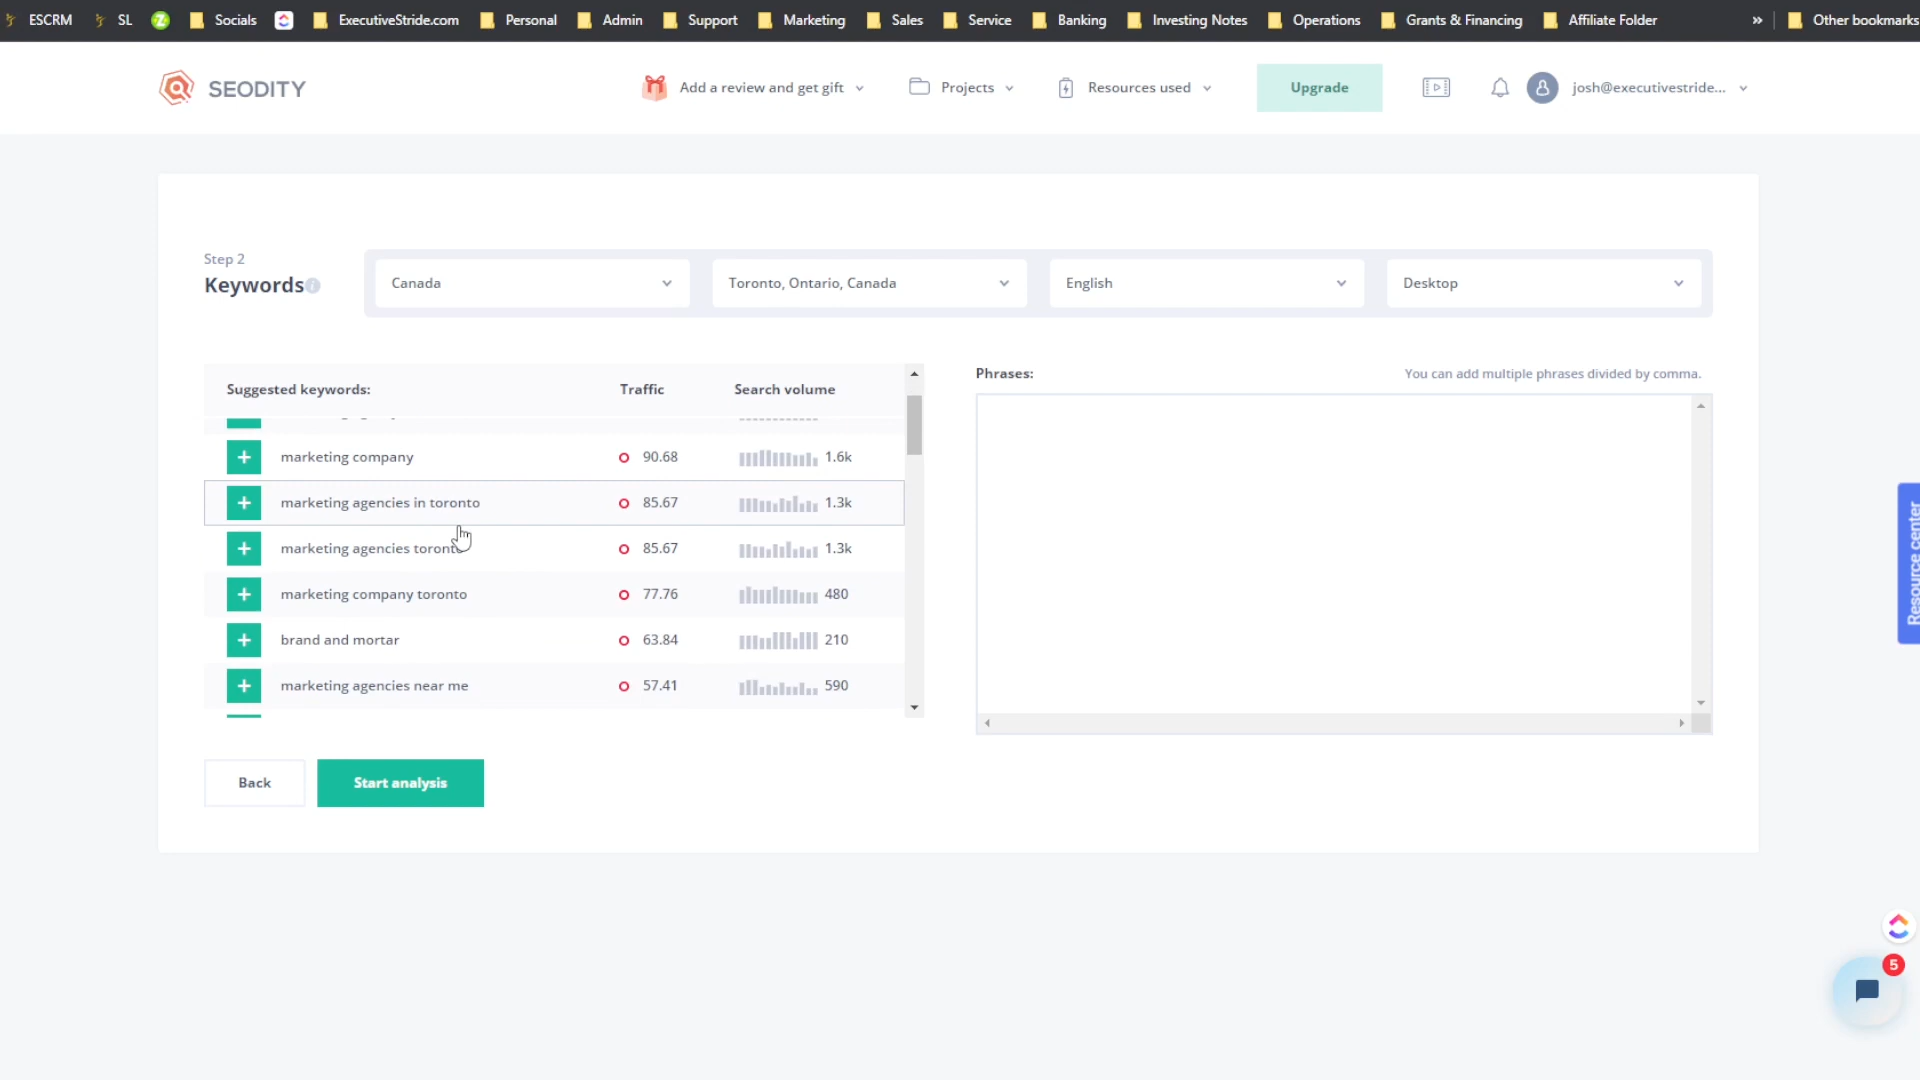 ESCRM SL Socials ExecutiveStride.com Personal Admin Support Marketing Sales Service Banking Investing Notes Operations Grants & Financing Affiliate Folder » Other bookmarks
SEODITY Add a review and get gift Projects Resources used Upgrade josh@executivestride...
Step 2
Keywords
Canada Toronto, Ontario, Canada English Desktop
Suggested keywords: Traffic Search volume
marketing company 90.68 1.6k
marketing agencies in toronto 85.67 1.3k
marketing agencies toronto 85.67 1.3k
marketing company toronto 77.76 480
brand and mortar 63.84 210
marketing agencies near me 57.41 590
Phrases: You can add multiple phrases divided by comma.
Back Start analysis
Resource center
5